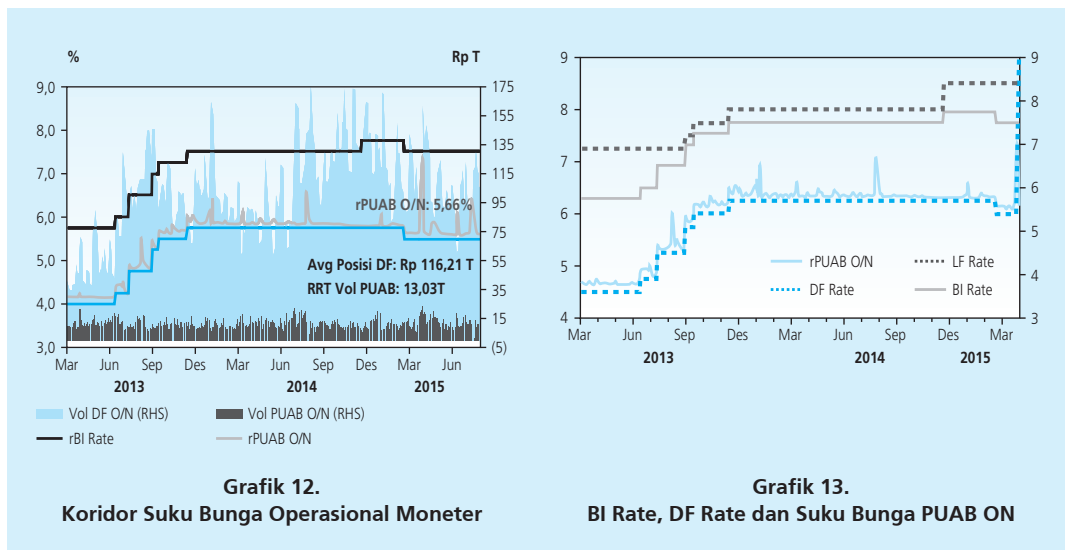 % Rp T
9,0
8,0
7,0
6,0
5,0
4,0
3,0
175
155
135
115
95
75
55
35
15
(5)
rPUAB O/N: 5,66%
Avg Posisi DF: Rp 116,21 T
RRT Vol PUAB: 13,03T
Mar Jun Sep Des Mar Jun Sep Des Mar Jun
2013 2014 2015
Vol DF O/N (RHS) Vol PUAB O/N (RHS)
rBI Rate rPUAB O/N
Grafik 12.
Koridor Suku Bunga Operasional Moneter
9
8
7
6
5
4
9
8
7
6
5
4
3
rPUAB O/N LF Rate
DF Rate BI Rate
Mar Jun Sep Des Mar Jun Sep Des Mar
2013 2014 2015
Grafik 13.
BI Rate, DF Rate dan Suku Bunga PUAB ON